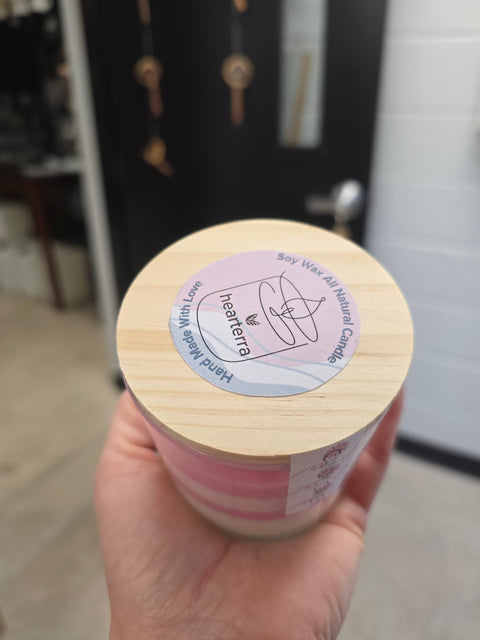 Soy Wax All Natural Candle
hearterra
Hand Made With Love